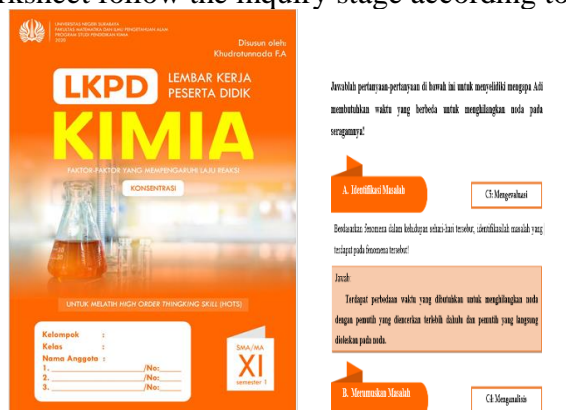 rksheet follow the inquiry stage according to
UNIVERSITAS NEGERI SURABAYA
FAKULTAS MATEMATIKA DAN ILMU PENGETAHUAN ALAM
PROGRAM STUDI PENDIDIKAN KIMIA
2020
Disusun oleh:
Khudrotunnada F.A
LKPD
LEMBAR KERJA
PESERTA DIDIK
KIMIA
FAKTOR-FAKTOR YANG MEMPENGARUHI LAJU REAKSI
KONSENTRASI
UNTUK MELATIH HIGH ORDER THINGKING SKILL (HOTS)
Kelompok :
Kelas :
Nama Anggota :
1. /No:
2. /No:
3. /No:
SMA/MA
XI
semester 1
Jawablah pertanyaan-pertanyaan di bawah ini untuk menyelidiki mengapa Adi
membutuhkan waktu yang berbeda untuk menghilangkan noda pada
seragamnya!
A. Identifikasi Masalah
C5: Mengevaluasi
Berdasarkan fenomena dalam kehidupan sehari-hari tersebut, identifikasilah masalah yang
terdapat pada fenomena tersebut!
Jawab:
Terdapat perbedaan waktu yang dibutuhkan untuk menghilangkan noda
dengan pemutih yang diencerkan terlebih dahulu dan pemutih yang langsung
dioleskan pada noda.
B. Merumuskan Masalah
C4: Menganalisis